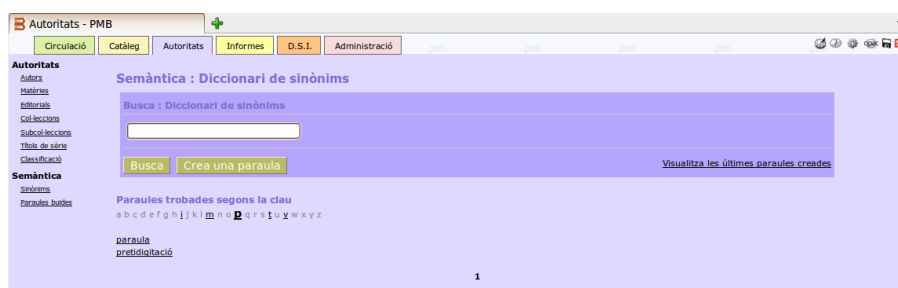 Autoritats - PMB
Circulació Catàleg Autoritats Informes D.S.I. Administració
Autoritats
Autors
Matèries
Editorials
Col·leccions
Subcol·leccions
Títols de sèrie
Classificació
Semàntica
Sinònims
Paraules buides
Semàntica : Diccionari de sinònims
Busca : Diccionari de sinònims
Busca Crea una paraula Visualitza les últimes paraules creades
Paraules trobades segons la clau
a b c d e f g h i j k l m n o p q r s t u v w x y z
paraula
pretidigitació
1